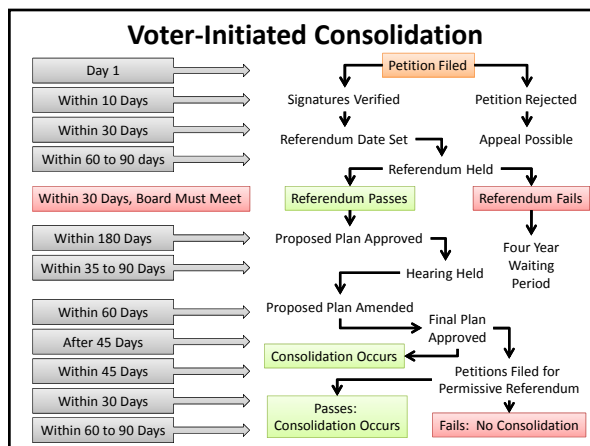 Voter-Initiated Consolidation
Day 1
Petition Filed
Within 10 Days
Signatures Verified
Petition Rejected
Within 30 Days
Referendum Date Set
Appeal Possible
Within 60 to 90 days
Referendum Held
Within 30 Days, Board Must Meet
Referendum Passes
Referendum Fails
Within 180 Days
Proposed Plan Approved
Four Year
Waiting
Period
Within 35 to 90 Days
Hearing Held
Within 60 Days
Proposed Plan Amended
Final Plan
Approved
After 45 Days
Consolidation Occurs
Within 45 Days
Petitions Filed for
Permissive Referendum
Within 30 Days
Passes:
Consolidation Occurs
Within 60 to 90 Days
Fails: No Consolidation